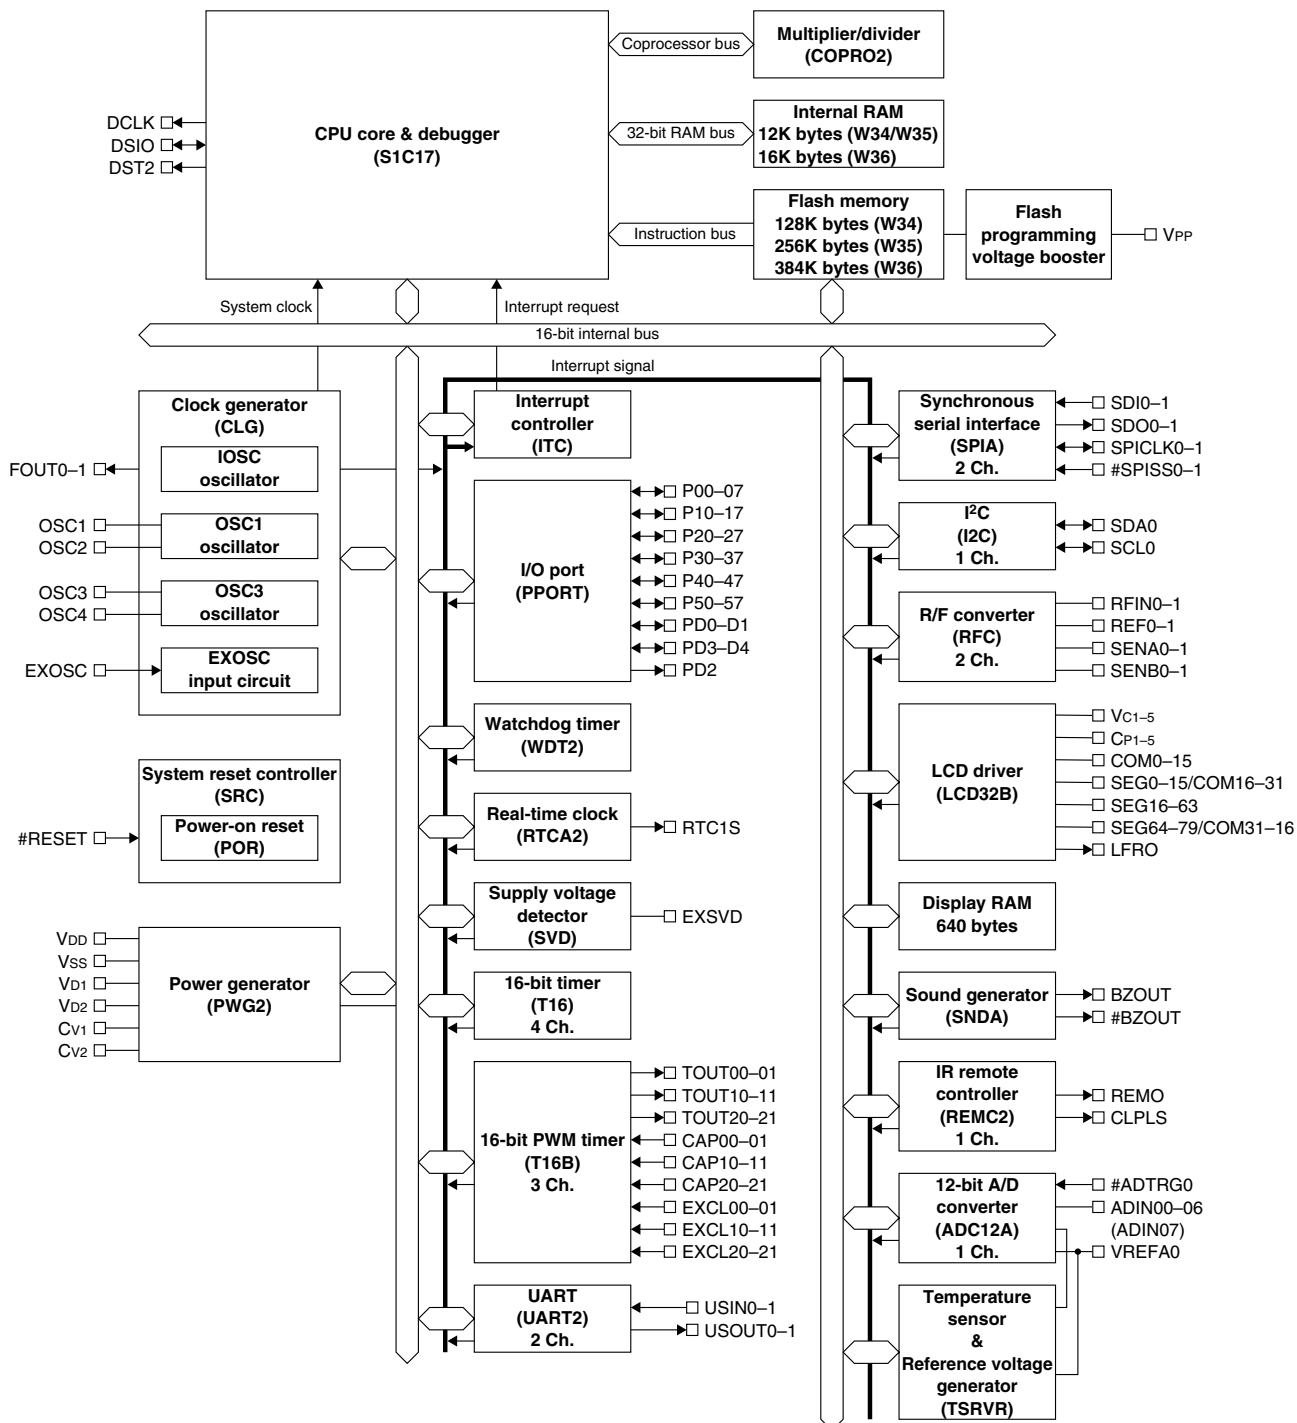 CPU core & debugger
(S1C17)
DCLK
DSIO
DST2
Coprocessor bus
Multiplier/divider
(COPRO2)
32-bit RAM bus
Internal RAM
12K bytes (W34/W35)
16K bytes (W36)
Instruction bus
Flash memory
128K bytes (W34)
256K bytes (W35)
384K bytes (W36)
Flash
programming
voltage booster
VPP
System clock
Interrupt request
16-bit internal bus
Interrupt signal
Clock generator
(CLG)
IOSC
oscillator
FOUT0–1
OSC1
OSC2
OSC1
oscillator
OSC3
OSC4
OSC3
oscillator
EXOSC
EXOSC
input circuit
System reset controller
(SRC)
#RESET
Power-on reset
(POR)
VDD
VSS
VD1
VD2
CV1
CV2
Power generator
(PWG2)
Interrupt
controller
(ITC)
I/O port
(PPORT)
P00–07
P10–17
P20–27
P30–37
P40–47
P50–57
PD0–D1
PD3–D4
PD2
Watchdog timer
(WDT2)
Real-time clock
(RTCA2)
RTC1S
Supply voltage
detector
(SVD)
EXSVD
16-bit timer
(T16)
4 Ch.
16-bit PWM timer
(T16B)
3 Ch.
TOUT00–01
TOUT10–11
TOUT20–21
CAP00–01
CAP10–11
CAP20–21
EXCL00–01
EXCL10–11
EXCL20–21
UART
(UART2)
2 Ch.
USIN0–1
USOUT0–1
Synchronous
serial interface
(SPIA)
2 Ch.
SDI0–1
SDO0–1
SPICLK0–1
#SPISS0–1
I2C
(I2C)
1 Ch.
SDA0
SCL0
R/F converter
(RFC)
2 Ch.
RFIN0–1
REF0–1
SENA0–1
SENB0–1
LCD driver
(LCD32B)
VC1–5
CP1–5
COM0–15
SEG0–15/COM16–31
SEG16–63
SEG64–79/COM31–16
LFRO
Display RAM
640 bytes
Sound generator
(SNDA)
BZOUT
#BZOUT
IR remote
controller
(REMC2)
1 Ch.
REMO
CLPLS
12-bit A/D
converter
(ADC12A)
1 Ch.
#ADTRG0
ADIN00–06
(ADIN07)
VREFA0
Temperature
sensor
&
Reference voltage
generator
(TSRVR)